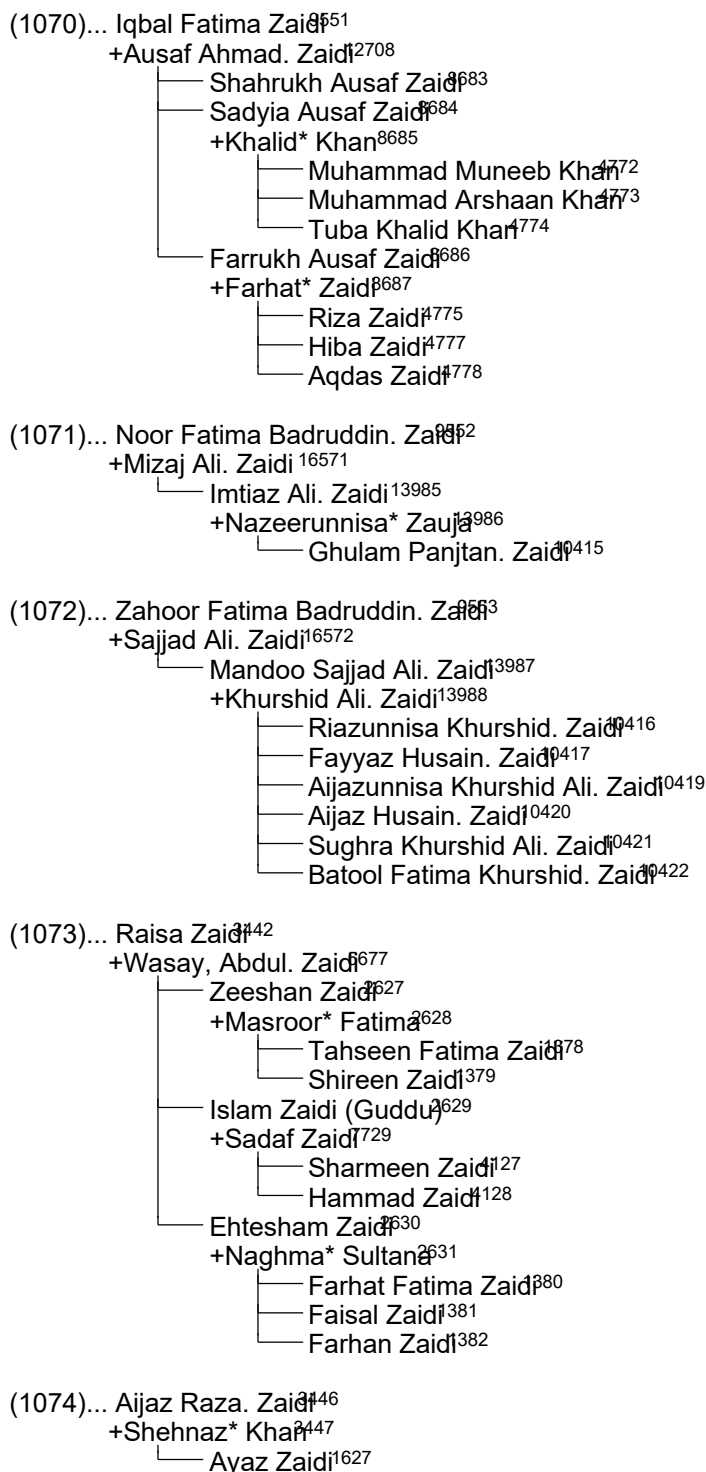 (1070)... Iqbal Fatima Zaidi9551
+Ausaf Ahmad. Zaidi12708
Shahrukh Ausaf Zaidi8683
Sadyia Ausaf Zaidi8684
+Khalid* Khan8685
Muhammad Muneeb Khan4772
Muhammad Arshaan Khan4773
Tuba Khalid Khan4774
Farrukh Ausaf Zaidi8686
+Farhat* Zaidi8687
Riza Zaidi4775
Hiba Zaidi4777
Aqdas Zaidi4778
(1071)... Noor Fatima Badruddin. Zaidi9552
+Mizaj Ali. Zaidi16571
Imtiaz Ali. Zaidi13985
+Nazeerunnisa* Zauja13986
Ghulam Panjtan. Zaidi10415
(1072)... Zahoor Fatima Badruddin. Zaidi9553
+Sajjad Ali. Zaidi16572
Mandoo Sajjad Ali. Zaidi13987
+Khurshid Ali. Zaidi13988
Riazunnisa Khurshid. Zaidi10416
Fayyaz Husain. Zaidi10417
Aijazunnisa Khurshid Ali. Zaidi10419
Aijaz Husain. Zaidi10420
Sughra Khurshid Ali. Zaidi10421
Batool Fatima Khurshid. Zaidi10422
(1073)... Raisa Zaidi3442
+Wasay, Abdul. Zaidi6677
Zeeshan Zaidi2627
+Masroor* Fatima2628
Tahseen Fatima Zaidi1378
Shireen Zaidi1379
Islam Zaidi (Guddu)2629
+Sadaf Zaidi7729
Sharmeen Zaidi4127
Hammad Zaidi4128
Ehtesham Zaidi2630
+Naghma* Sultana2631
Farhat Fatima Zaidi1380
Faisal Zaidi1381
Farhan Zaidi1382
(1074)... Aijaz Raza. Zaidi3446
+Shehnaz* Khan3447
Ayaz Zaidi1627